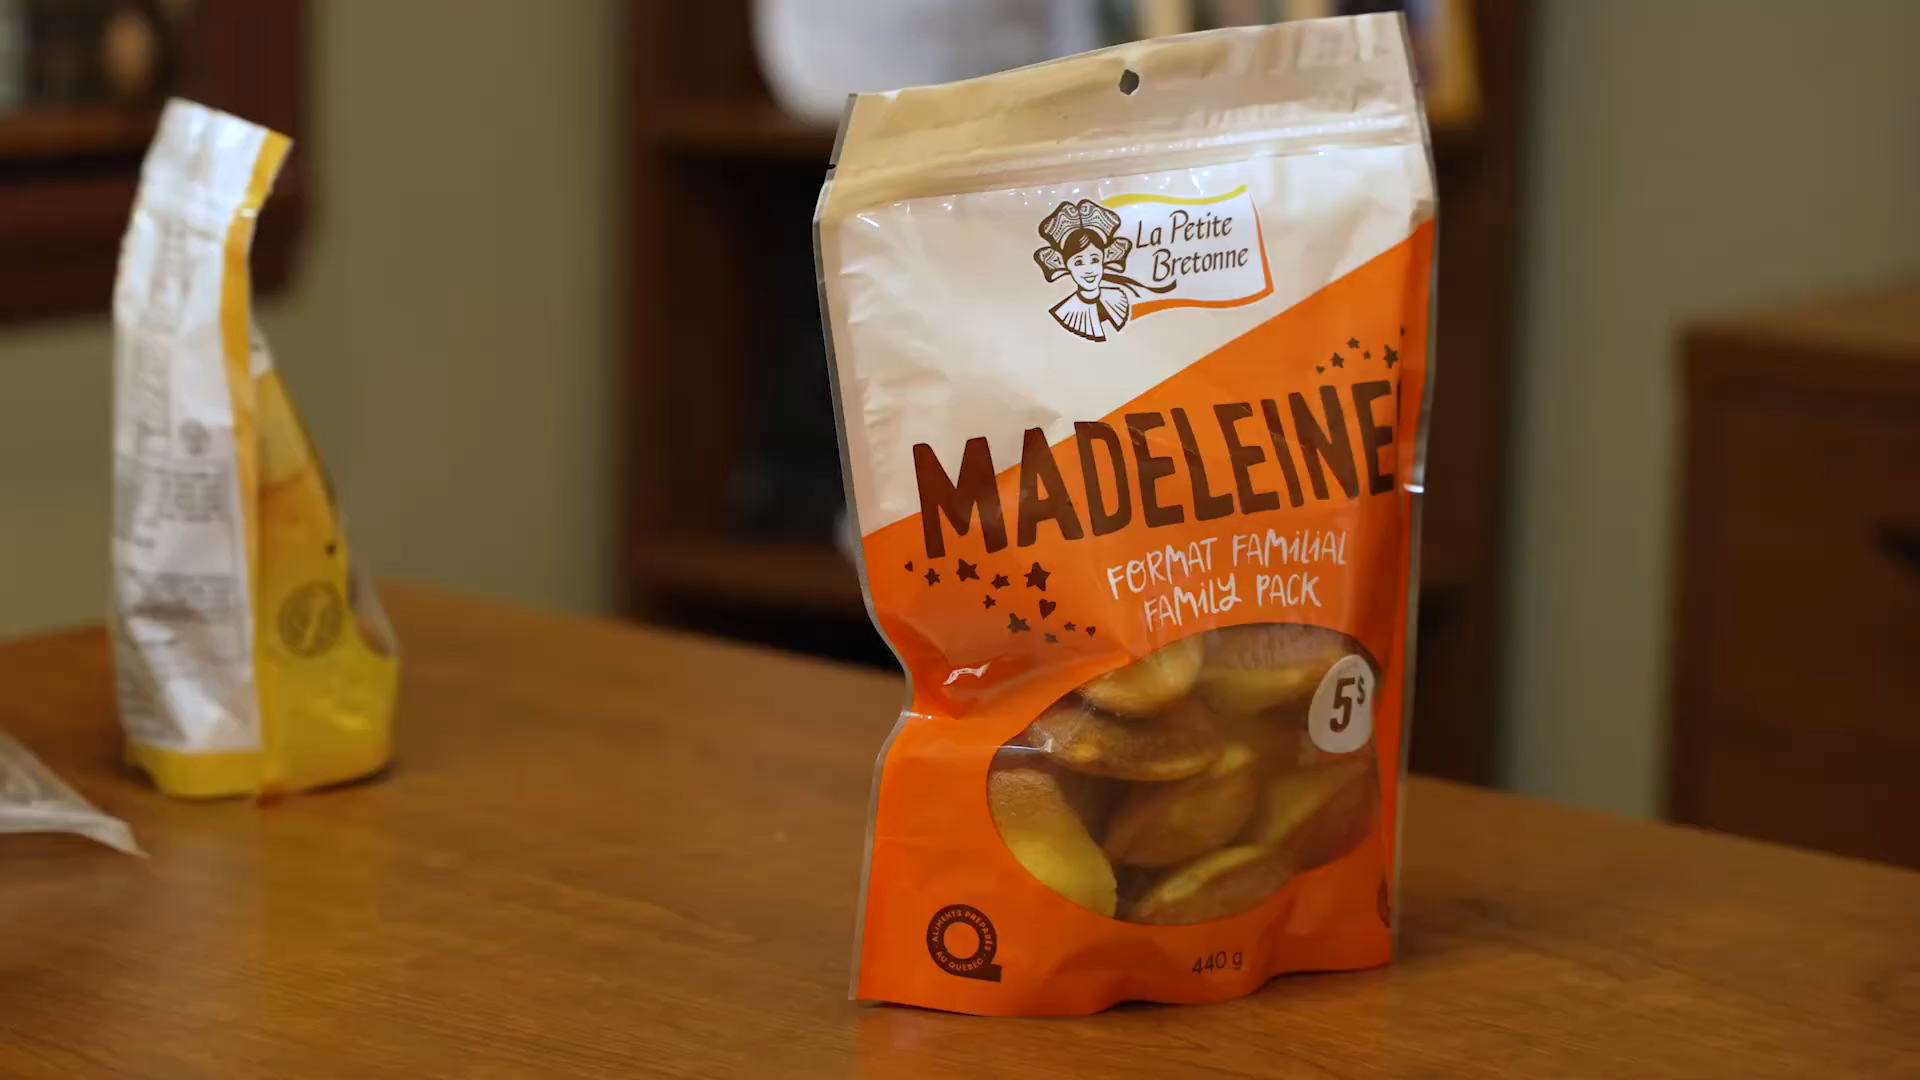 La Petite
Bretonne
MADELEINE
FORMAT FAMILIAL
FAMILY PACK
5$
ALIMENTS PRÉPARÉS
AU QUÉBEC
440 g